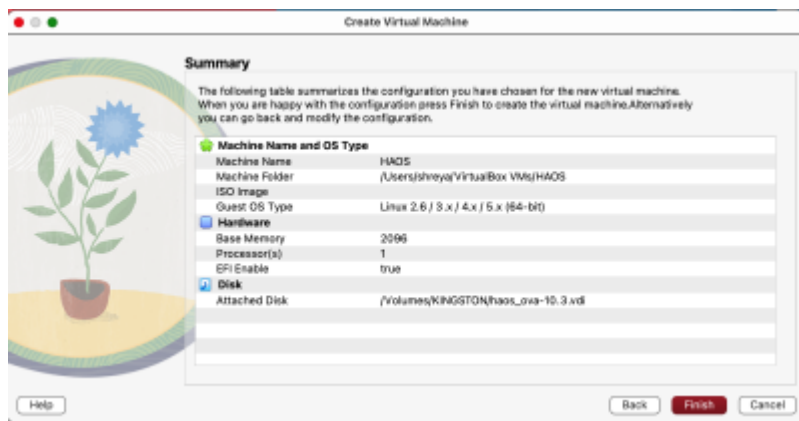 Create Virtual Machine
Summary
The following table summarizes the configuration you have chosen for the new virtual machine.
When you are happy with the configuration press Finish to create the virtual machine.Alternatively
you can go back and modify the configuration.
Machine Name and OS Type
Machine Name HAOS
Machine Folder /Users/shreya/VirtualBox VMs/HAOS
ISO Image
Guest OS Type Linux 2.6 / 3.x / 4.x / 5.x (64-bit)
Hardware
Base Memory 2096
Processor(s) 1
EFI Enable true
Disk
Attached Disk /Volumes/KINGSTON/haos_ova-10.3.vdi
Help Back Finish Cancel